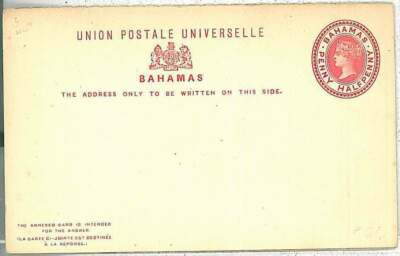 UNION POSTALE UNIVERSELLE
BAHAMAS
THE ADDRESS ONLY TO BE WRITTEN ON THIS SIDE.
BAHAMAS
PENNY HALFPENNY
THE ANNEXED CARD IS INTENDED
FOR THE ANSWER.
(LA CARTE CI-JOINTE EST DESTINÉE
À LA RÉPONSE.)